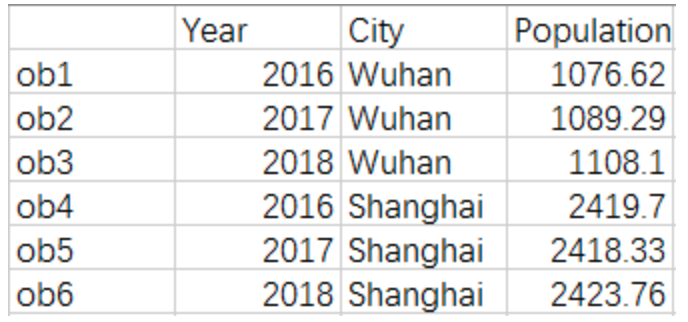 Year City Population
ob1 2016 Wuhan 1076.62
ob2 2017 Wuhan 1089.29
ob3 2018 Wuhan 1108.1
ob4 2016 Shanghai 2419.7
ob5 2017 Shanghai 2418.33
ob6 2018 Shanghai 2423.76